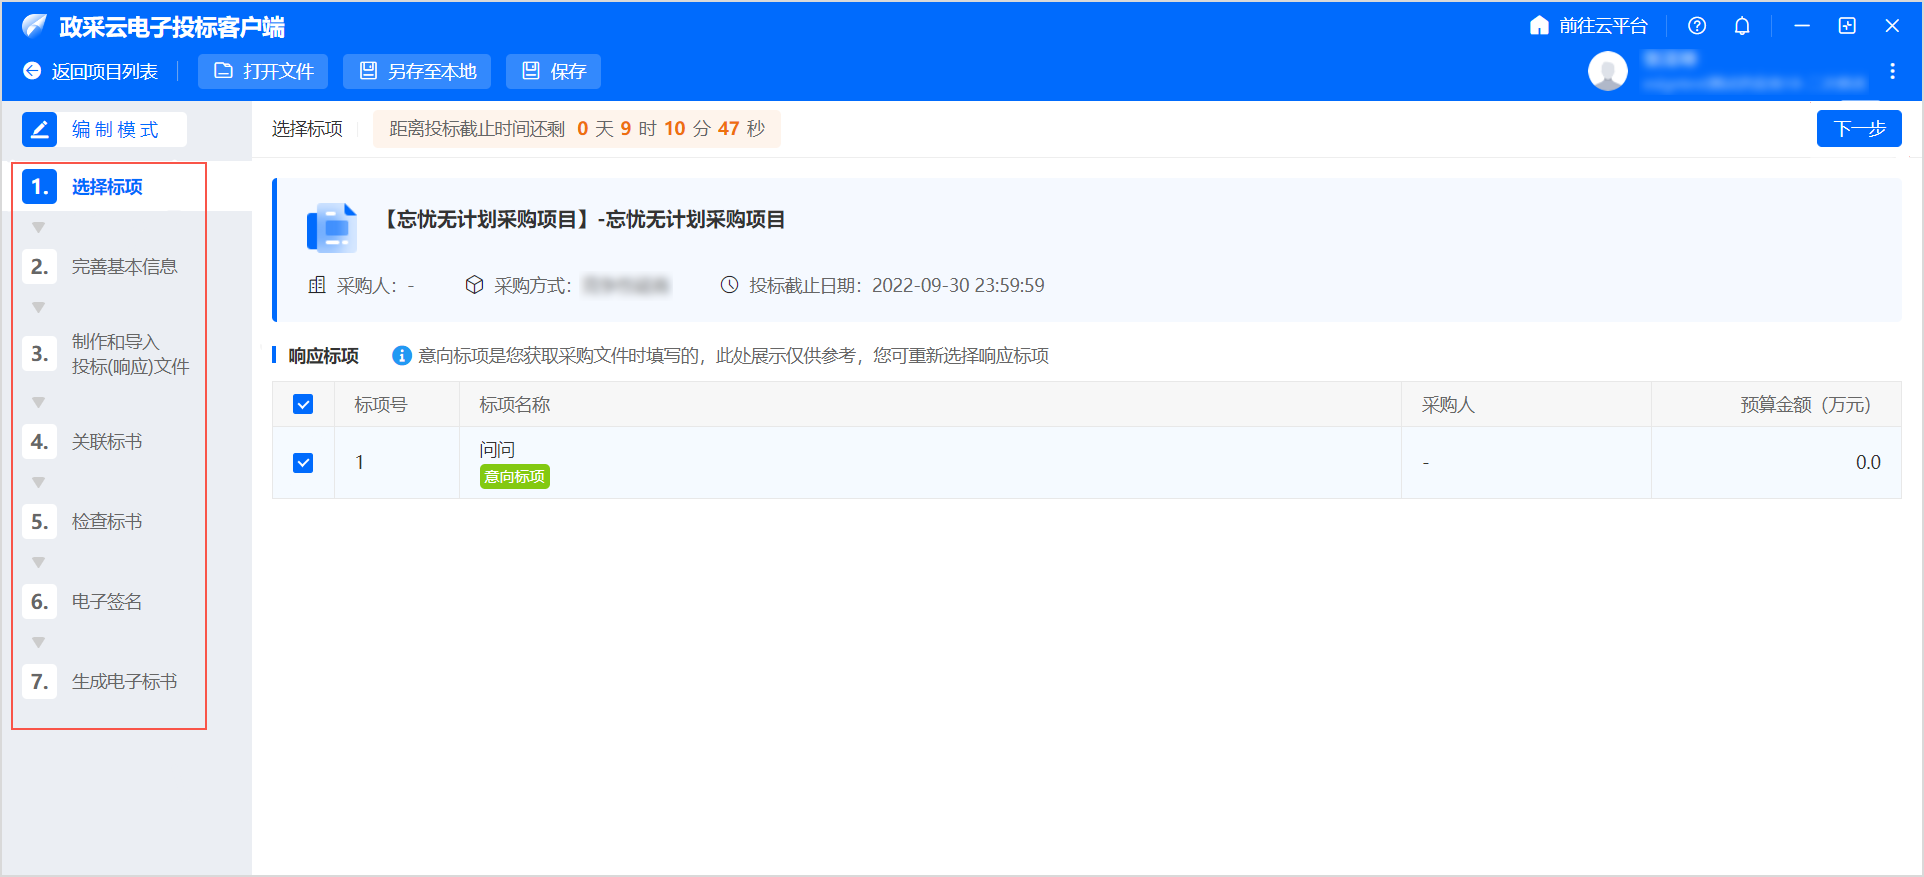 政采云电子投标客户端
前往云平台
返回项目列表
打开文件
另存至本地
保存
编制模式
选择标项
距离投标截止时间还剩 0 天 9 时 10 分 47 秒
下一步
1. 选择标项
2. 完善基本信息
3. 制作和导入
投标(响应)文件
4. 关联标书
5. 检查标书
6. 电子签名
7. 生成电子标书
【忘忧无计划采购项目】-忘忧无计划采购项目
采购人：-
采购方式：
投标截止日期：2022-09-30 23:59:59
响应标项
意向标项是您获取采购文件时填写的，此处展示仅供参考，您可重新选择响应标项
标项号 标项名称 采购人 预算金额（万元）
1 问问 - 0.0
意向标项